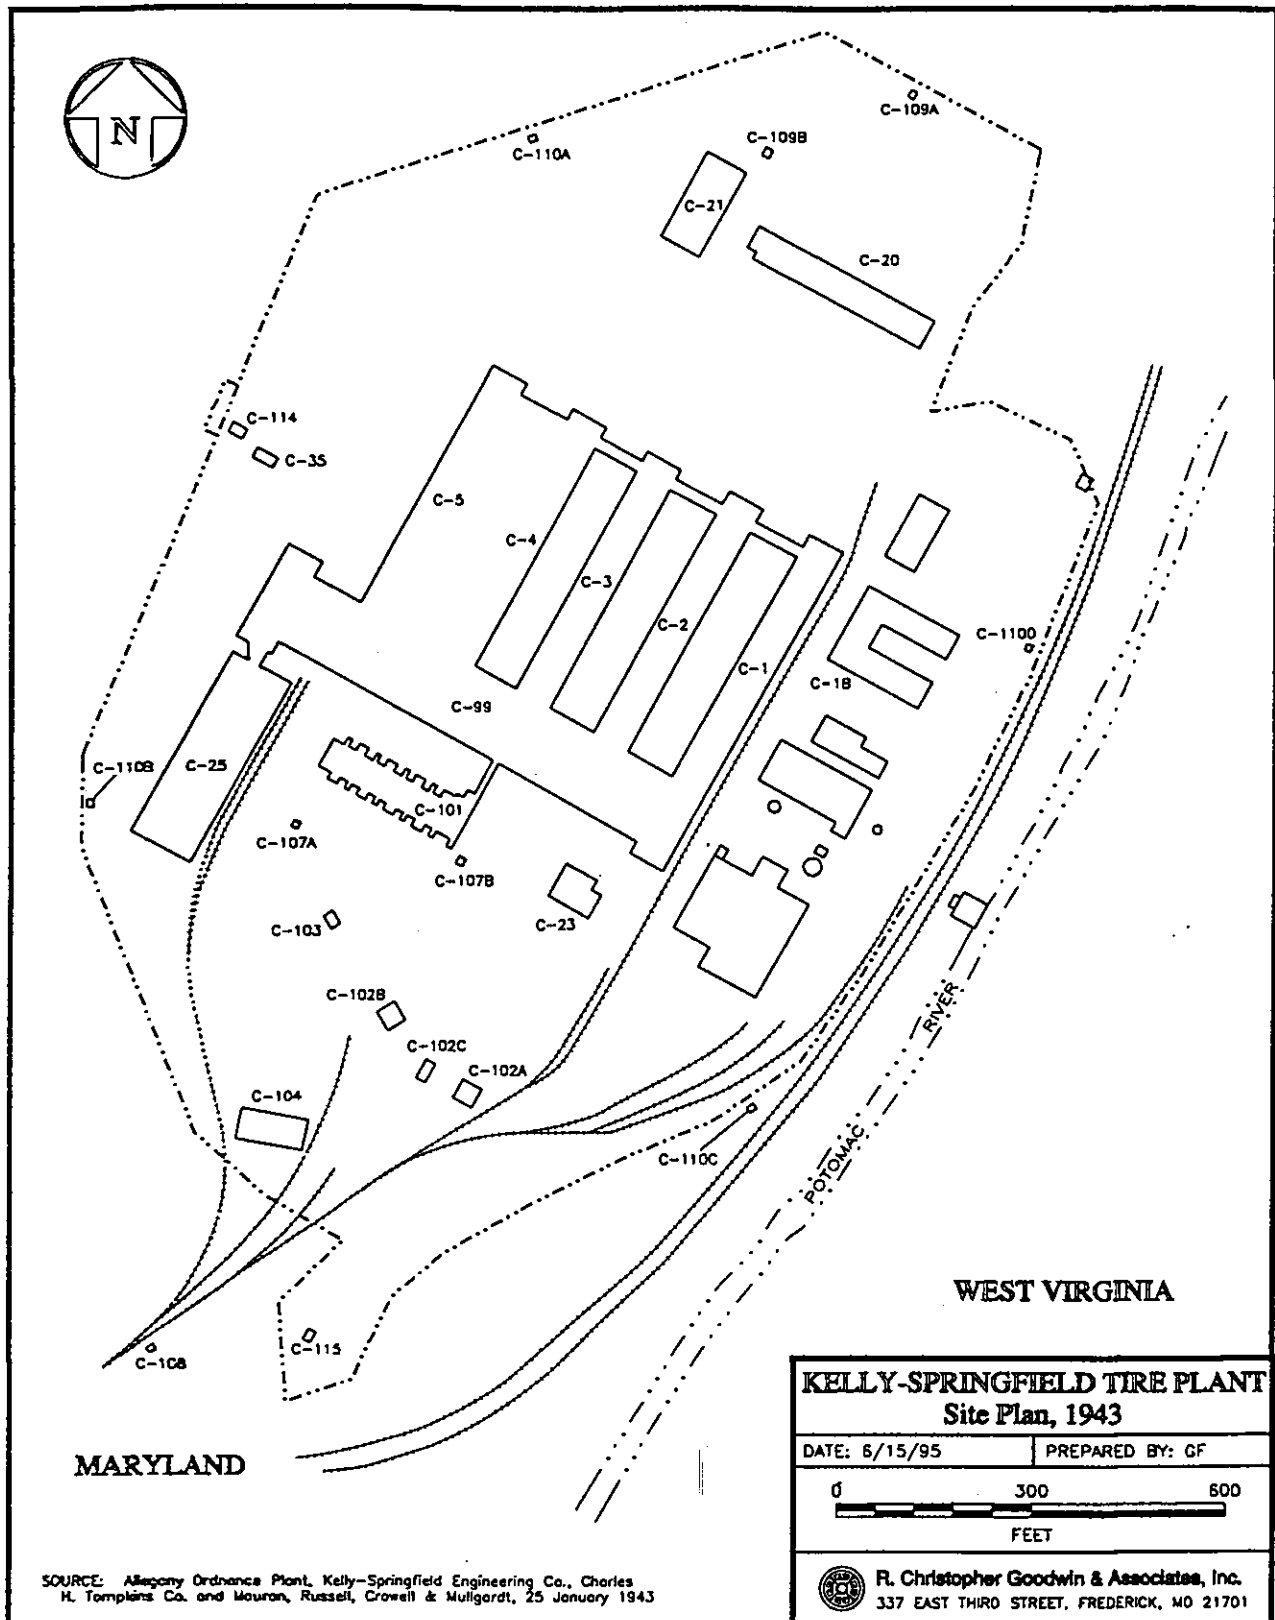 N
C-109A
C-109B
C-110A
C-21
C-20
C-114
C-35
C-5
C-4
C-3
C-2
C-1
C-1100
C-18
C-99
C-25
C-110B
C-101
C-107A
C-107B
C-23
C-103
C-102B
C-102C
C-102A
C-104
C-110C
C-115
C-108
POTOMAC RIVER
WEST VIRGINIA
MARYLAND
KELLY-SPRINGFIELD TIRE PLANT
Site Plan, 1943
DATE: 6/15/95 PREPARED BY: GF
0 300 600
FEET
R. Christopher Goodwin & Associates, Inc.
337 EAST THIRD STREET, FREDERICK, MD 21701
SOURCE: Allegany Ordnance Plant, Kelly-Springfield Engineering Co., Charles
H. Tompkins Co. and Mauran, Russell, Crowell & Mullgardt, 25 January 1943